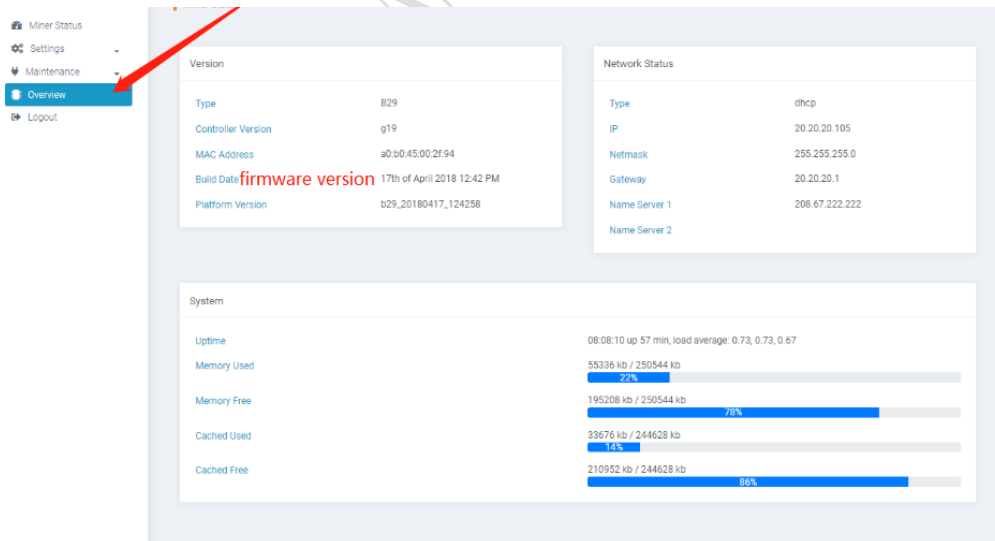 Miner Status
Settings
Maintenance
Overview
Logout
Version
Type B29
Controller Version g19
MAC Address a0:b0:45:00:2f:94
Build Date firmware version 17th of April 2018 12:42 PM
Platform Version b29_20180417_124258
Network Status
Type dhcp
IP 20.20.20.105
Netmask 255.255.255.0
Gateway 20.20.20.1
Name Server 1 208.67.222.222
Name Server 2
System
Uptime 08:08:10 up 57 min, load average: 0.73, 0.73, 0.67
Memory Used 55336 kb / 250544 kb
22%
Memory Free 195208 kb / 250544 kb
78%
Cached Used 33676 kb / 244628 kb
14%
Cached Free 210952 kb / 244628 kb
86%